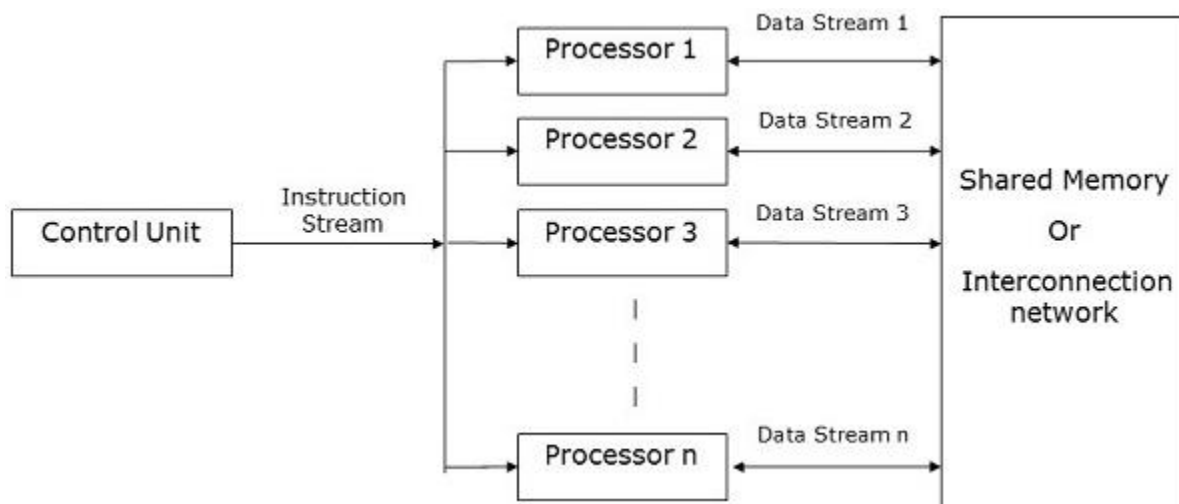 Control Unit
Instruction
Stream
Processor 1
Data Stream 1
Processor 2
Data Stream 2
Processor 3
Data Stream 3
Processor n
Data Stream n
Shared Memory
Or
Interconnection
network